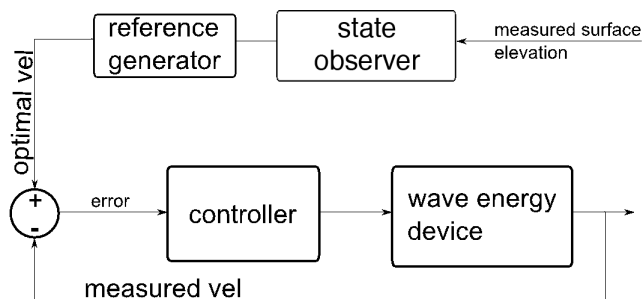 reference
generator
state
observer
measured surface
elevation
optimal vel
+
-
error
controller
wave energy
device
measured vel